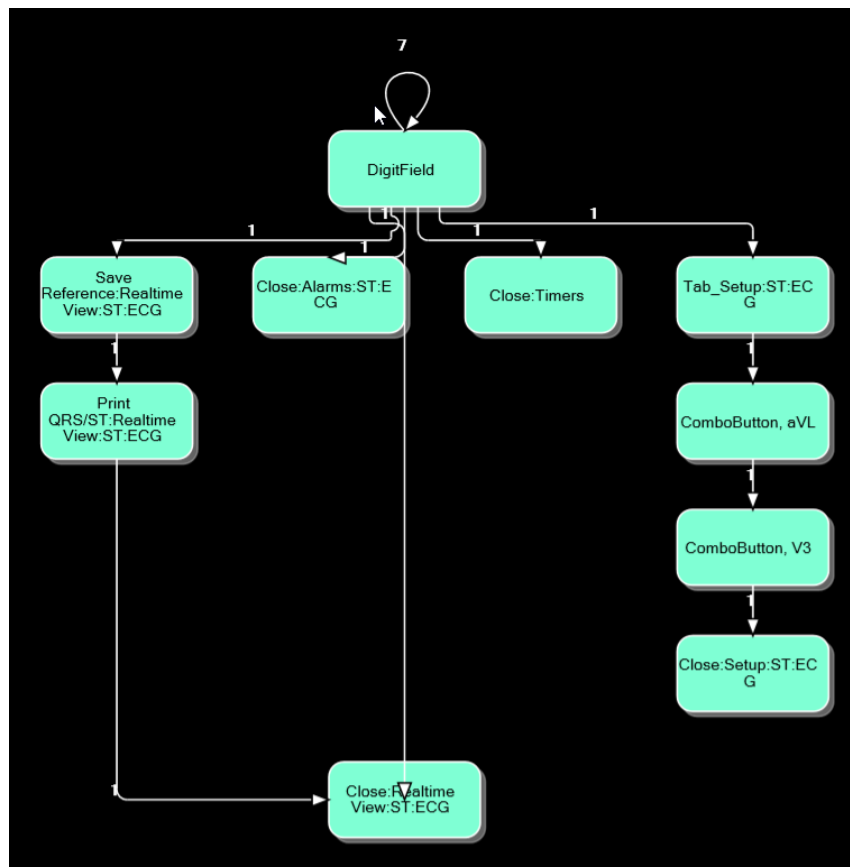 7
DigitField
1
1
1
1
1
Save
Reference:Realtime
View:ST:ECG
Close:Alarms:ST:E
CG
Close:Timers
Tab_Setup:ST:EC
G
1
1
Print
QRS/ST:Realtime
View:ST:ECG
ComboButton, aVL
1
ComboButton, V3
1
Close:Setup:ST:EC
G
1
Close:Realtime
View:ST:ECG